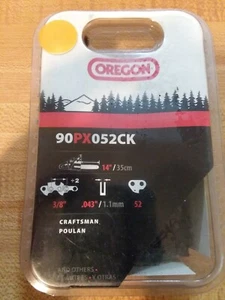 OREGON
90PX052CK
14"/35cm
3/8" .043"/1.1mm 52
CRAFTSMAN
POULAN